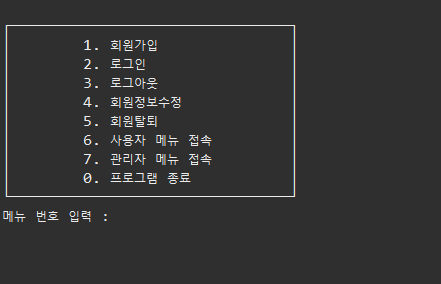 1. 회원가입
2. 로그인
3. 로그아웃
4. 회원정보수정
5. 회원탈퇴
6. 사용자 메뉴 접속
7. 관리자 메뉴 접속
0. 프로그램 종료
메뉴 번호 입력 :